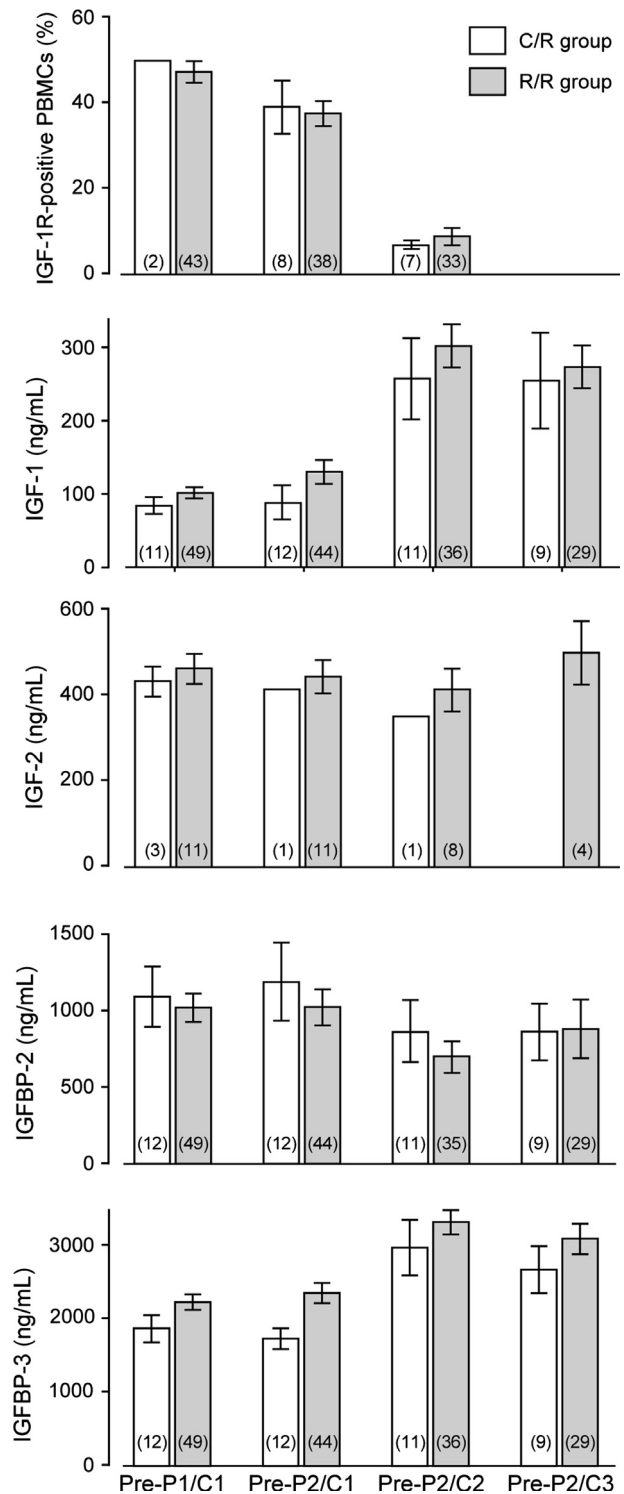 60
40
20
0
IGF-1R-positive PBMCs (%)
C/R group
R/R group
(2) (43) (8) (38) (7) (33)
300
200
100
0
IGF-1 (ng/mL)
(11) (49) (12) (44) (11) (36) (9) (29)
600
400
200
0
IGF-2 (ng/mL)
(3) (11) (1) (11) (1) (8) (4)
1500
1000
500
0
IGFBP-2 (ng/mL)
(12) (49) (12) (44) (11) (35) (9) (29)
3000
2000
1000
0
IGFBP-3 (ng/mL)
(12) (49) (12) (44) (11) (36) (9) (29)
Pre-P1/C1 Pre-P2/C1 Pre-P2/C2 Pre-P2/C3